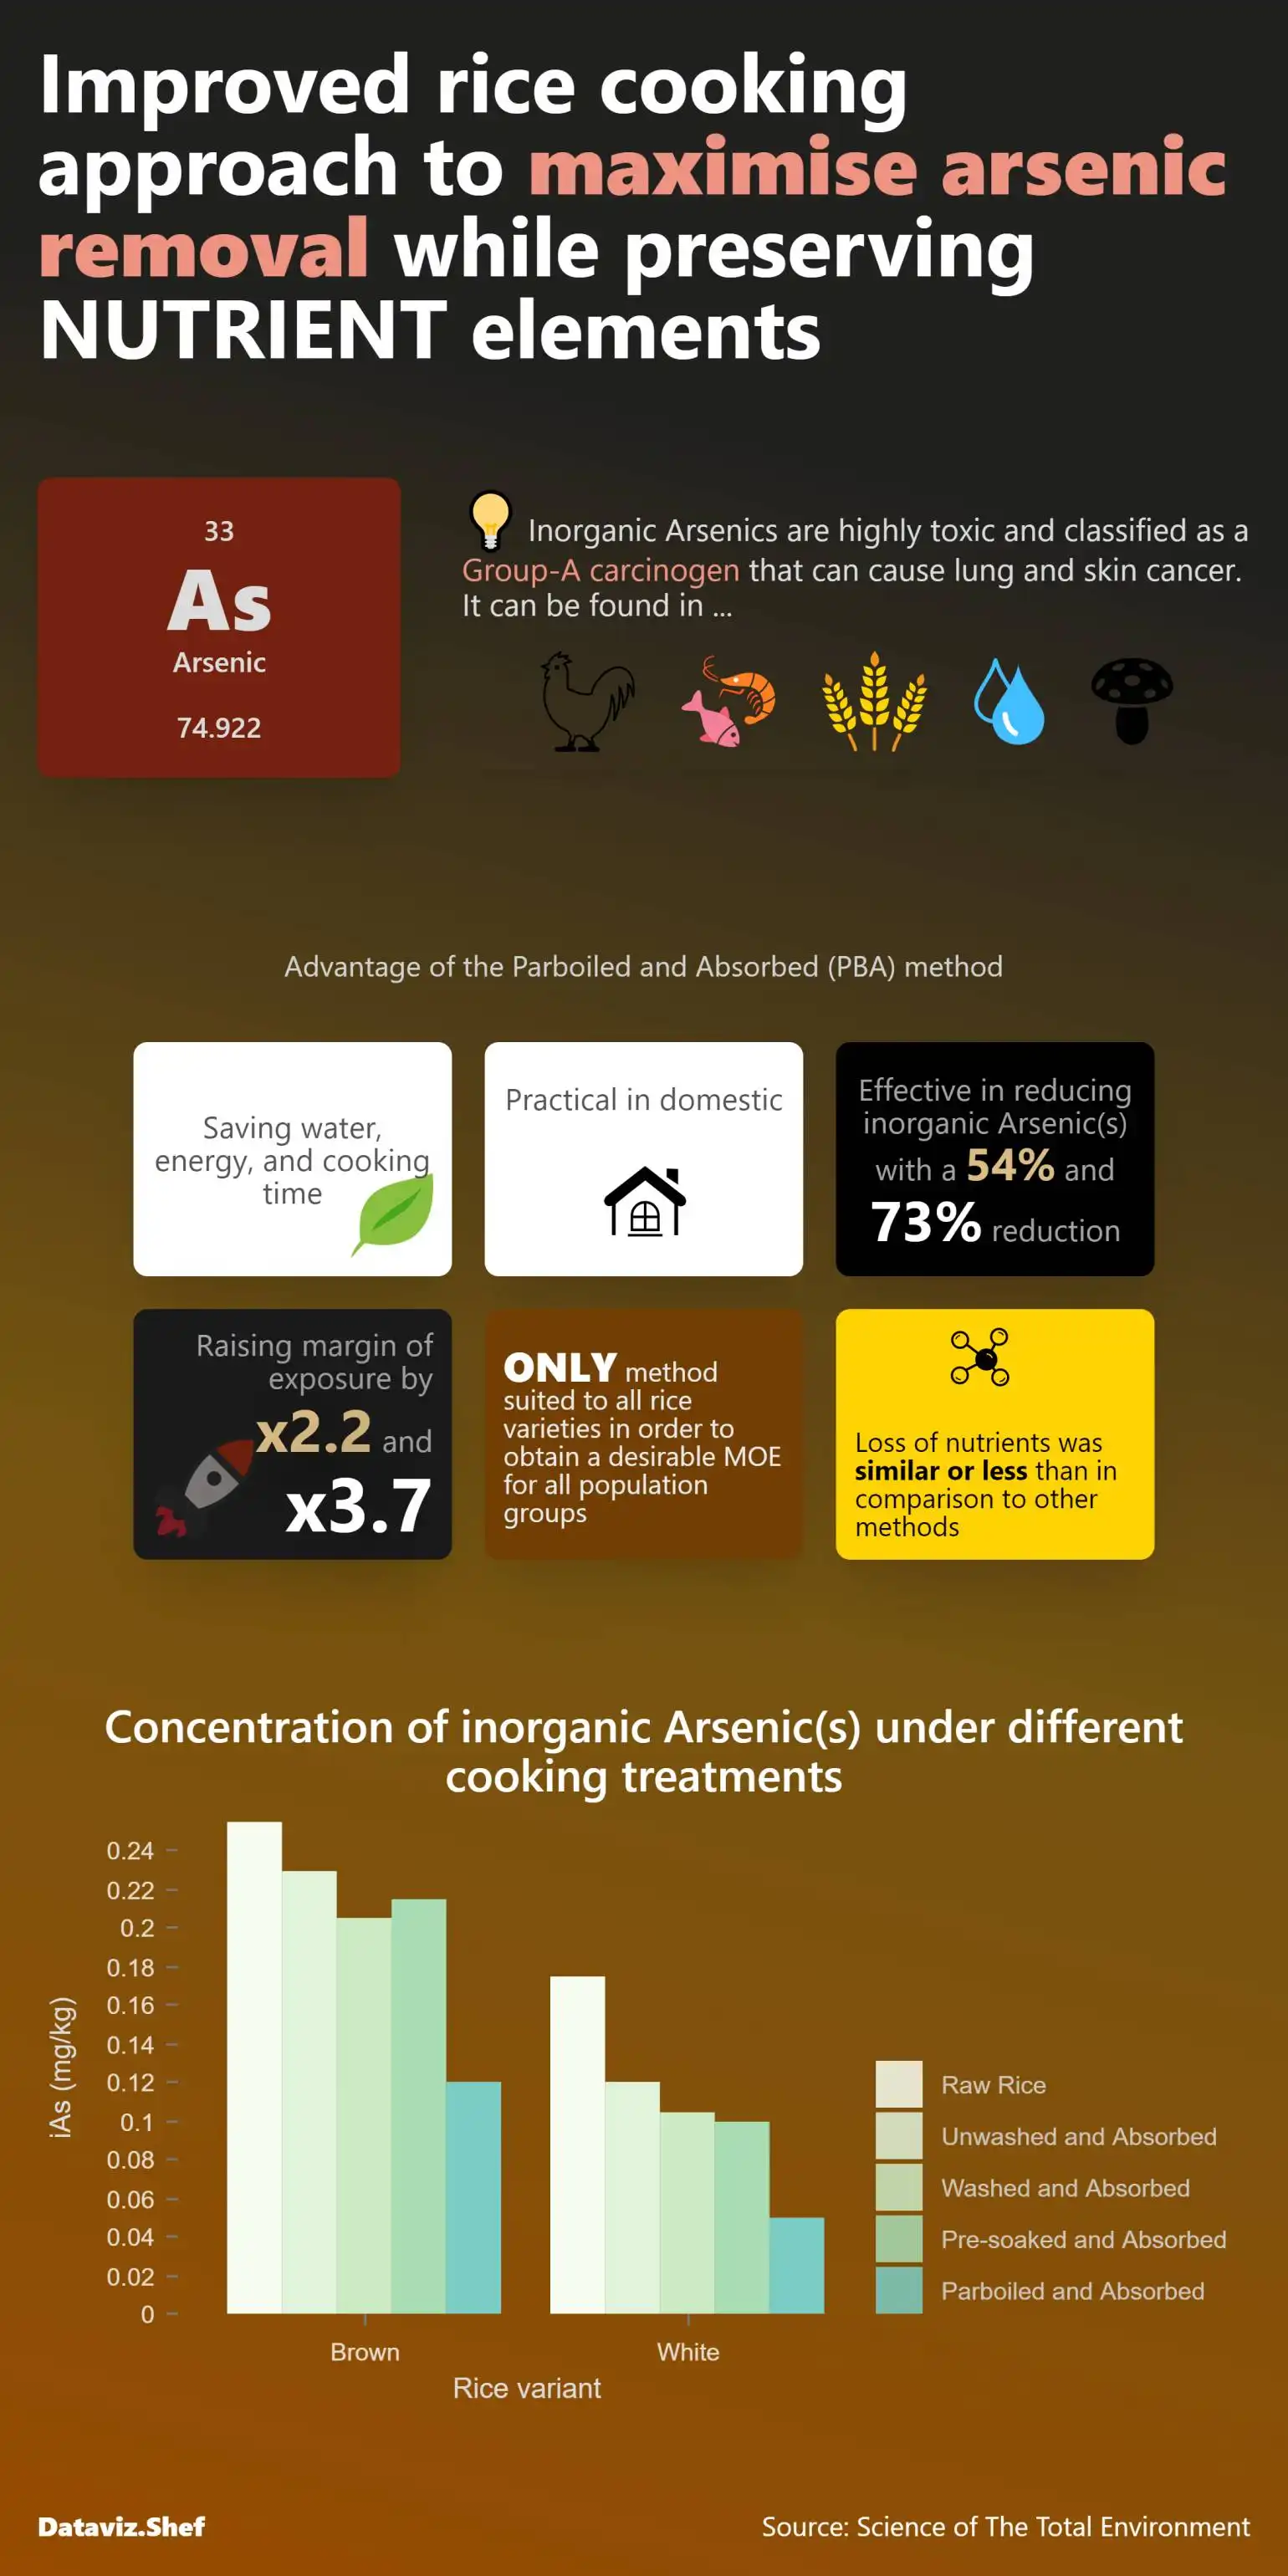 Improved rice cooking
approach to maximise arsenic
removal while preserving
NUTRIENT elements
33
As
Arsenic
74.922
Inorganic Arsenics are highly toxic and classified as a
Group-A carcinogen that can cause lung and skin cancer.
It can be found in ...
Advantage of the Parboiled and Absorbed (PBA) method
Saving water,
energy, and cooking
time
Practical in domestic
Effective in reducing
inorganic Arsenic(s)
with a 54% and
73% reduction
Raising margin of
exposure by
x2.2 and
x3.7
ONLY method
suited to all rice
varieties in order to
obtain a desirable MOE
for all population
groups
Loss of nutrients was
similar or less than in
comparison to other
methods
Concentration of inorganic Arsenic(s) under different
cooking treatments
iAs (mg/kg)
0.24
0.22
0.2
0.18
0.16
0.14
0.12
0.1
0.08
0.06
0.04
0.02
0
Brown
White
Rice variant
Raw Rice
Unwashed and Absorbed
Washed and Absorbed
Pre-soaked and Absorbed
Parboiled and Absorbed
Dataviz.Shef
Source: Science of The Total Environment